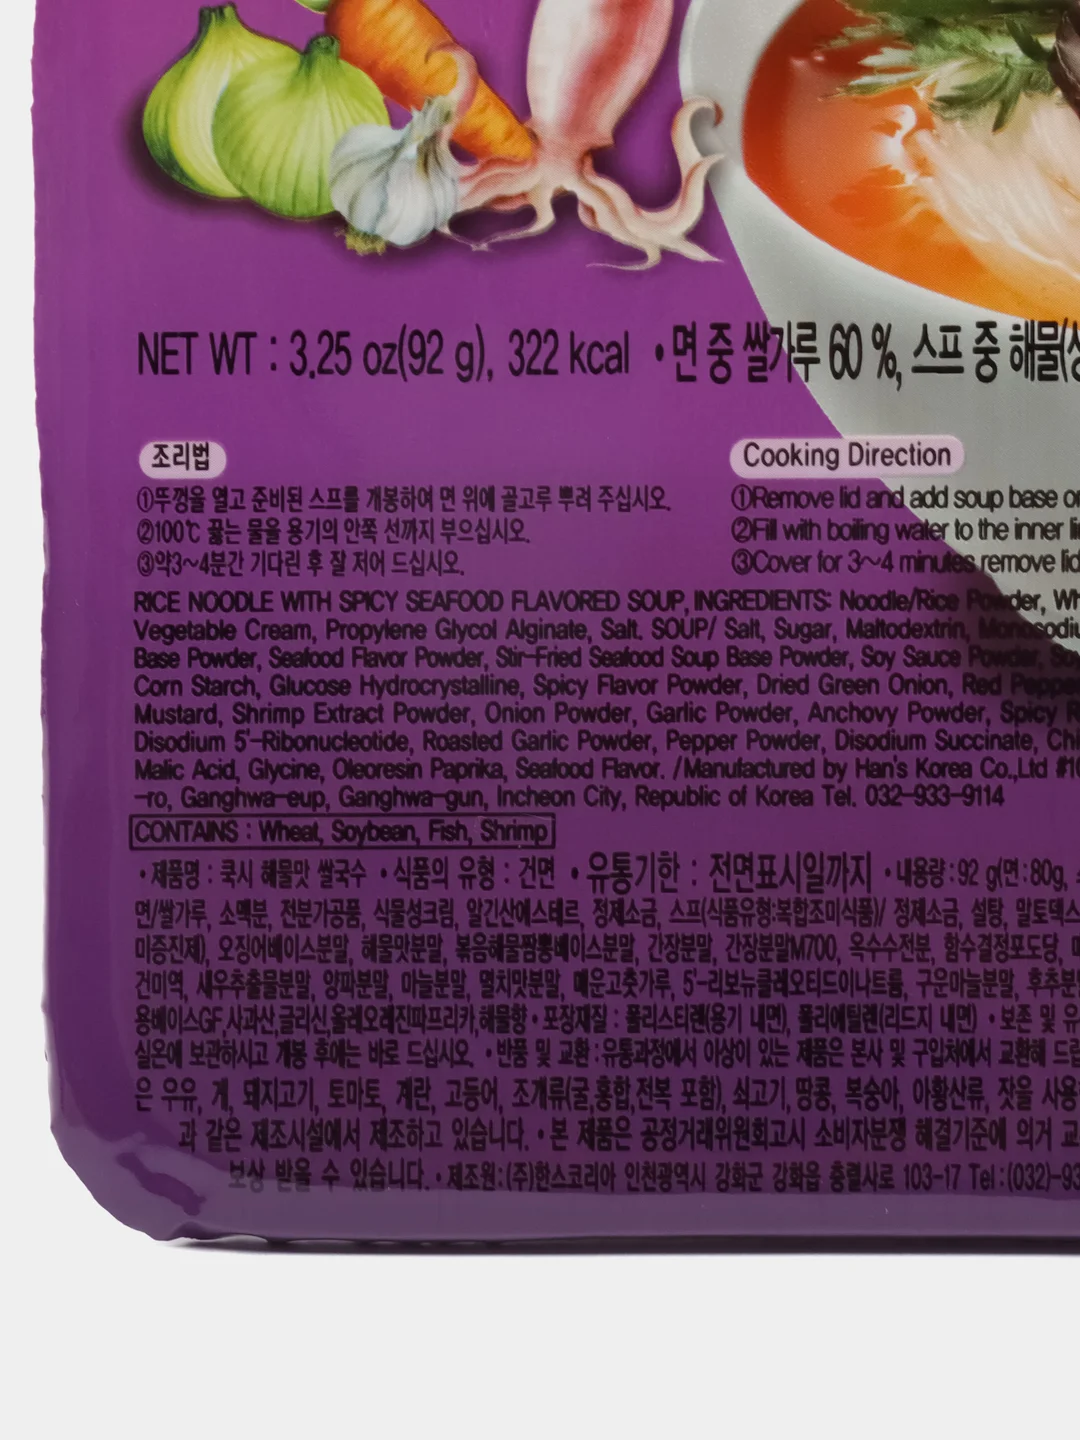 NET WT : 3.25 oz(92 g), 322 kcal •면 중 쌀가루 60 %, 스프 중 해물(
조리법
①뚜껑을 열고 준비된 스프를 개봉하여 면 위에 골고루 뿌려 주십시오.
②100℃ 끓는 물을 용기의 안쪽 선까지 부으십시오.
③약3~4분간 기다린 후 잘 저어 드십시오.
Cooking Direction
①Remove lid and add soup base
②Fill with boiling water to the inner
③Cover for 3~4 minutes remove lid
RICE NOODLE WITH SPICY SEAFOOD FLAVORED SOUP, INGREDIENTS: Noodle/Rice Powder,
Vegetable Cream, Propylene Glycol Alginate, Salt. SOUP/ Salt, Sugar, Maltodextrin,
Base Powder, Seafood Flavor Powder, Stir-Fried Seafood Soup Base Powder, Soy Sauce Powder,
Corn Starch, Glucose Hydrocrystalline, Spicy Flavor Powder, Dried Green Onion, Red Pepper
Mustard, Shrimp Extract Powder, Onion Powder, Garlic Powder, Anchovy Powder, Spicy
Disodium 5'-Ribonucleotide, Roasted Garlic Powder, Pepper Powder, Disodium Succinate,
Malic Acid, Glycine, Oleoresin Paprika, Seafood Flavor. /Manufactured by Han's Korea Co.,Ltd
-ro, Ganghwa-eup, Ganghwa-gun, Incheon City, Republic of Korea Tel. 032-933-9114
CONTAINS : Wheat, Soybean, Fish, Shrimp
•제품명 : 쿡시 해물맛 쌀국수 •식품의 유형 : 건면 •유통기한 : 전면표시일까지 •내용량:92 g(면:80g,
면/쌀가루, 소맥분, 전분가공품, 식물성크림, 알긴산에스테르, 정제소금, 스프(식품유형:복합조미식품)/ 정제소금, 설탕,
미증진제), 오징어베이스분말, 해물맛분말, 볶음해물짬뽕베이스분말, 간장분말, 간장분말M700, 옥수수전분, 함수결정포도당,
건미역, 새우추출물분말, 양파분말, 마늘분말, 멸치맛분말, 매운고춧가루, 5'-리보뉴클레오티드이나트륨, 구운마늘분말,
용베이스GF,사과산,글리신,올레오레진파프리카,해물향•포장재질 : 폴리스티렌(용기 내면), 폴리에틸렌(리드지 내면) •보존 및
실온에 보관하시고 개봉 후에는 바로 드십시오. •반품 및 교환 :유통과정에서 이상이 있는 제품은 본사 및 구입처에서 교환해
은 우유, 게, 돼지고기, 토마토, 계란, 고등어, 조개류(굴,홍합,전복 포함), 쇠고기, 땅콩, 복숭아, 아황산류, 잣을
과 같은 제조시설에서 제조하고 있습니다. •본 제품은 공정거래위원회고시 소비자분쟁 해결기준에 의거
보상 받을 수 있습니다. •제조원:(주)한스코리아 인천광역시 강화군 강화읍 충렬사로 103-17 Tel:(032)-93